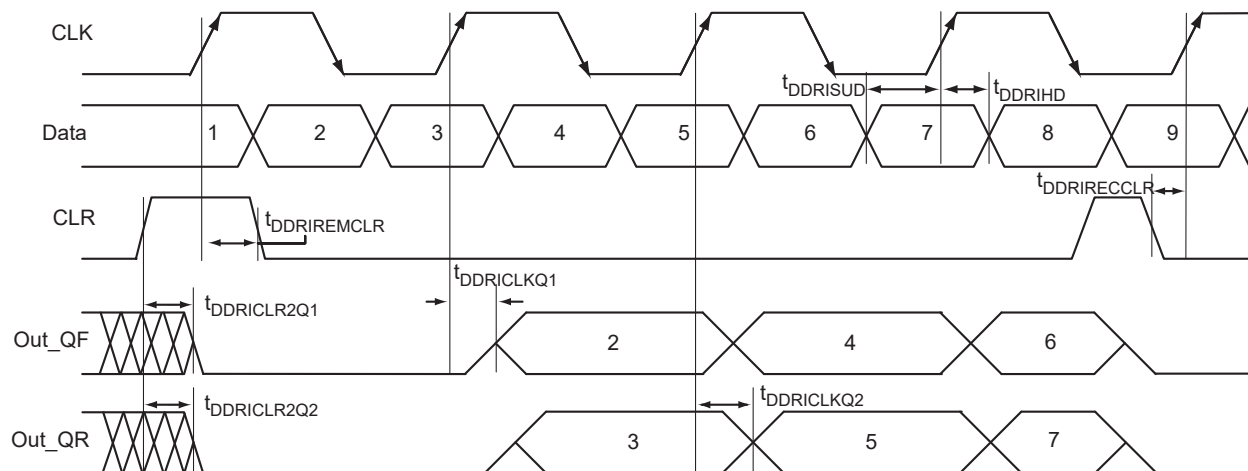 CLK
tDDRISUD
tDDRIHD
Data
1 2 3 4 5 6 7 8 9
tDDRIRECCLR
CLR
tDDRIREMCLR
tDDRICLKQ1
tDDRICLR2Q1
Out_QF
2 4 6
tDDRICLR2Q2
tDDRICLKQ2
Out_QR
3 5 7